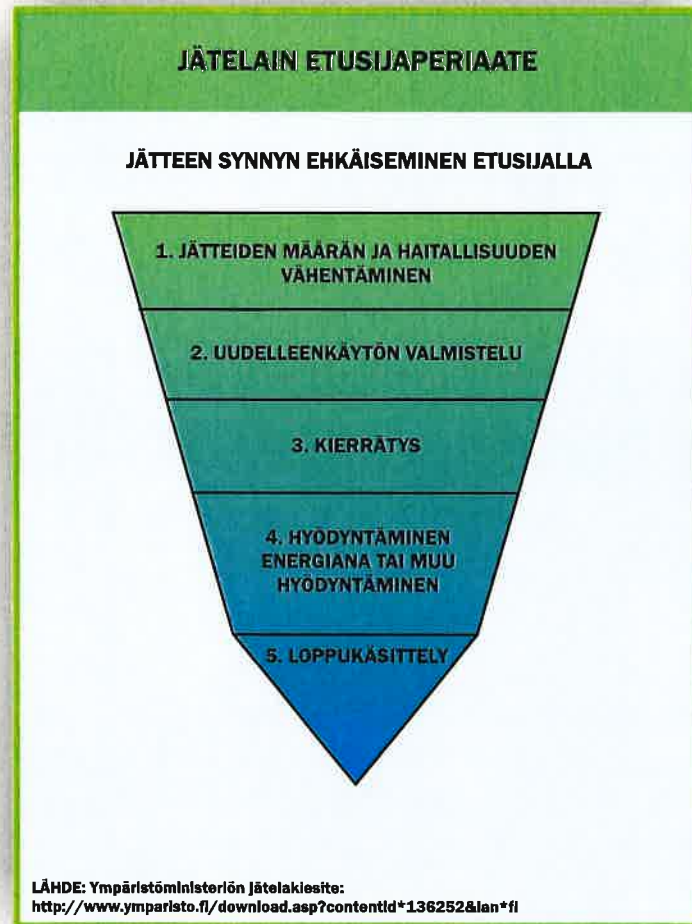 JÄTELAIN ETUSIJAPERIAATE
JÄTTEEN SYNNYN EHKÄISEMINEN ETUSIJALLA
1. JÄTTEIDEN MÄÄRÄN JA HAITALLISUUDEN
VÄHENTÄMINEN
2. UUDELLEENKÄYTÖN VALMISTELU
3. KIERRÄTYS
4. HYÖDYNTÄMINEN
ENERGIANA TAI MUU
HYÖDYNTÄMINEN
5. LOPPUKÄSITTELY
LÄHDE: Ympäristöministeriön jätelakiesite:
http://www.ymparisto.fi/download.asp?contentid*136252&lan*fi